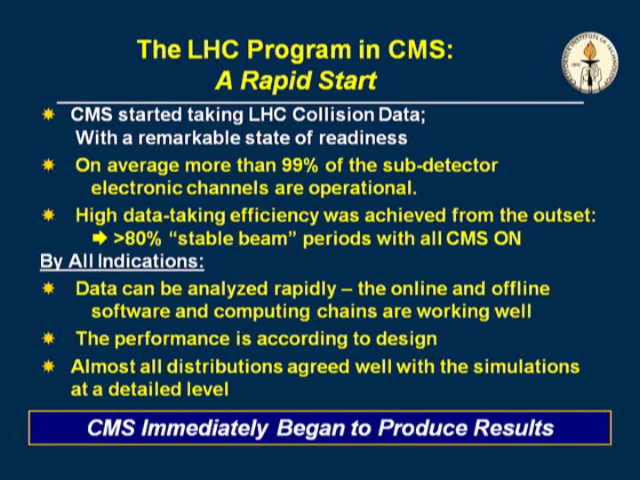 The LHC Program in CMS:
A Rapid Start
CMS started taking LHC Collision Data;
With a remarkable state of readiness
On average more than 99% of the sub-detector
electronic channels are operational.
High data-taking efficiency was achieved from the outset:
➡ >80% “stable beam” periods with all CMS ON
By All Indications:
Data can be analyzed rapidly – the online and offline
software and computing chains are working well
The performance is according to design
Almost all distributions agreed well with the simulations
at a detailed level
CMS Immediately Began to Produce Results